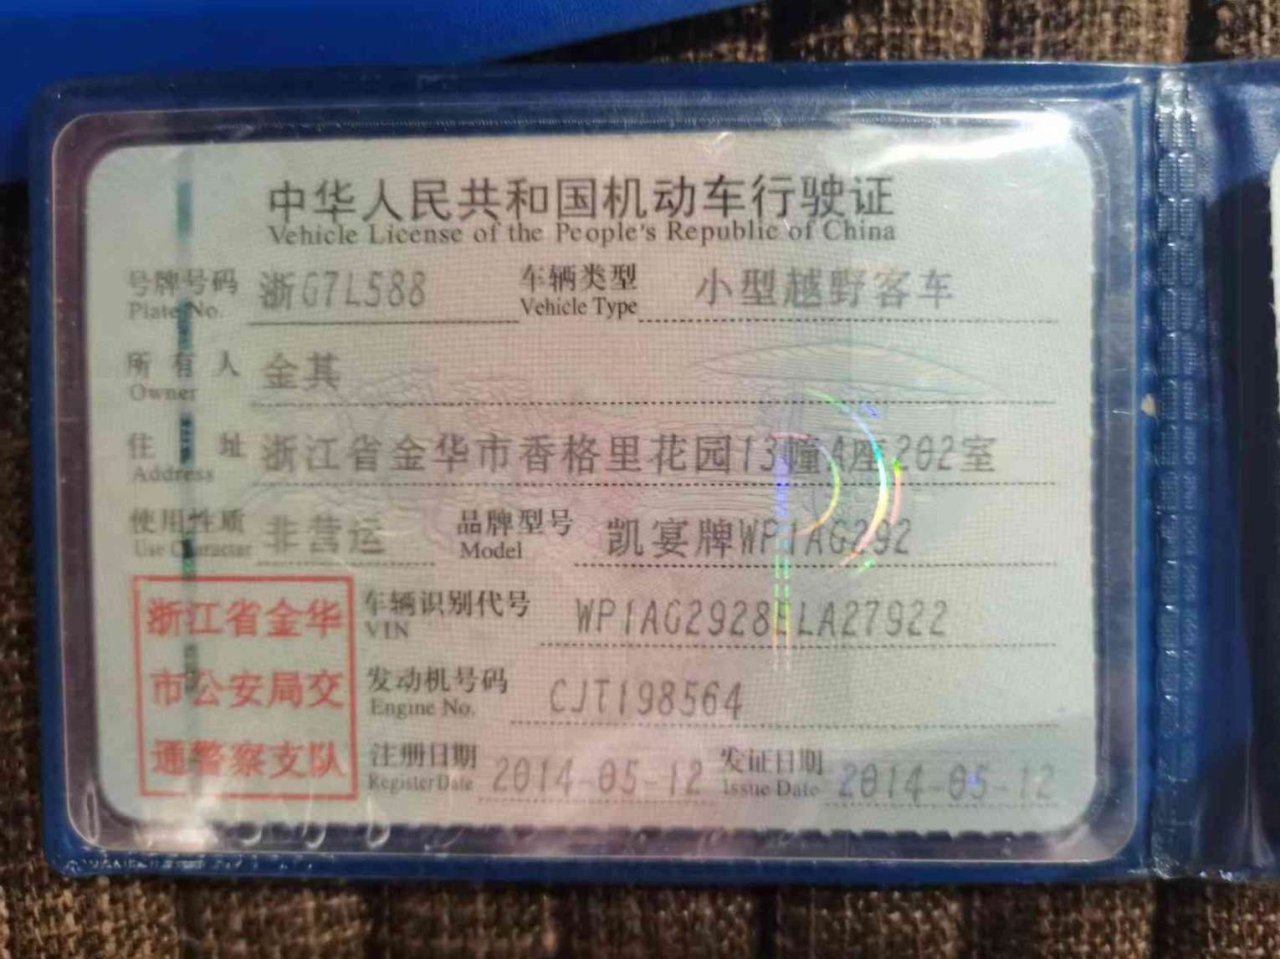 中华人民共和国机动车行驶证
Vehicle License of the People's Republic of China
号牌号码 浙G7L588 车辆类型 小型越野客车
Plate No. Vehicle Type
所有人 金其
Owner
住址 浙江省金华市香格里花园13幢A座202室
Address
使用性质 非营运 品牌型号 凯宴牌WP1AG292
Use Character Model
浙江省金华
市公安局交
通警察支队
车辆识别代号 WP1AG2928ELA27922
VIN
发动机号码 CJT198564
Engine No.
注册日期 2014-05-12 发证日期 2014-05-12
Register Date Issue Date